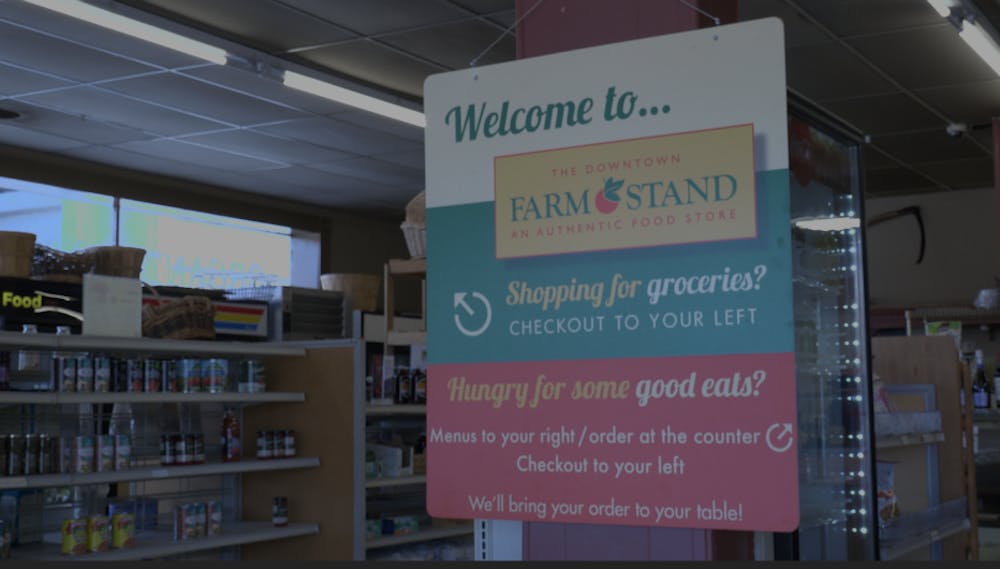 Welcome to...
THE DOWNTOWN
FARM STAND
AN AUTHENTIC FOOD STORE
Shopping for groceries?
CHECKOUT TO YOUR LEFT
Hungry for some good eats?
Menus to your right/order at the counter
Checkout to your left
We'll bring your order to your table!
Food